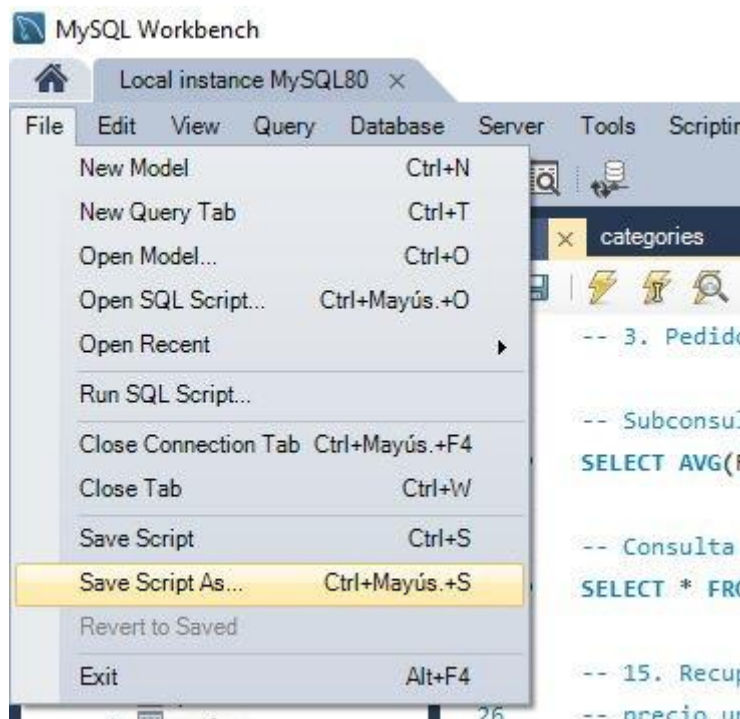 MySQL Workbench
Local instance MySQL80
File Edit View Query Database Server Tools
New Model Ctrl+N
New Query Tab Ctrl+T
categories
Open Model... Ctrl+O
Open SQL Script... Ctrl+Mayús.+O
-- 3.
Open Recent
Run SQL Script...
--
Close Connection Tab Ctrl+Mayús.+F4
SELECT AVG(
Close Tab Ctrl+W
Save Script Ctrl+S
-- Consulta
Save Script As... Ctrl+Mayús.+S
SELECT * FRO
Revert to Saved
Exit Alt+F4
-- 15.
26 -- precio